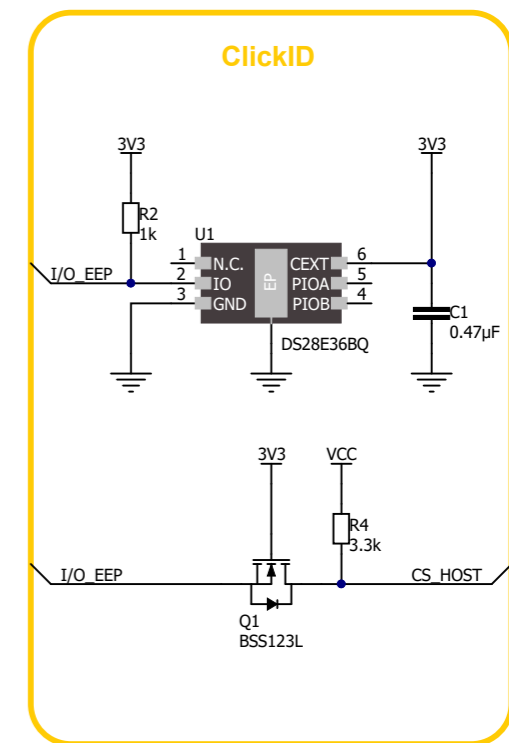 ClickID
3V3
3V3
R2
1k
U1
I/O_EEP
1
N.C.
CEXT
6
2
IO
EP
PIOA
5
3
GND
PIOB
4
C1
0.47µF
DS28E36BQ
3V3
VCC
R4
3.3k
I/O_EEP
CS_HOST
Q1
BSS123L